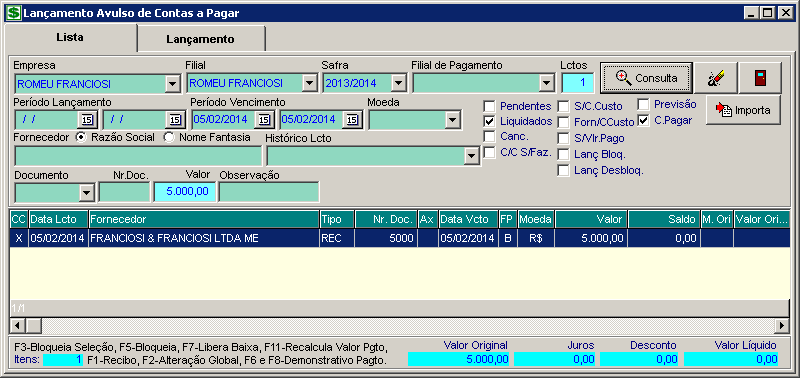 Lançamento Avulso de Contas a Pagar
Lista Lançamento
Empresa Filial Safra Filial de Pagamento Lctos
ROMEU FRANCIOSI ROMEU FRANCIOSI 2013/2014 1 Consulta
Período Lançamento Período Vencimento Moeda
/ / 15 / / 15 05/02/2014 15 05/02/2014 15
Pendentes S/C.Custo Previsão
Liquidados Forn/CCusto C.Pagar Importa
Canc. S/Vlr.Pago
C/C S/Faz. Lanç Bloq.
Lanç Desbloq.
Fornecedor Razão Social Nome Fantasia Histórico Lcto
Documento Nr.Doc. Valor Observação
5.000,00
CC Data Lcto Fornecedor Tipo Nr. Doc. Ax Data Vcto FP Moeda Valor Saldo M. Ori Valor Ori...
X 05/02/2014 FRANCIOSI & FRANCIOSI LTDA ME REC 5000 05/02/2014 B R$ 5.000,00 0,00
1/1
F3-Bloqueia Seleção, F5-Bloqueia, F7-Libera Baixa, F11-Recalcula Valor Pgto, Valor Original Juros Desconto Valor Líquido
Itens: 1 F1-Recibo, F2-Alteração Global, F6 e F8-Demonstrativo Pagto. 5.000,00 0,00 0,00 0,00